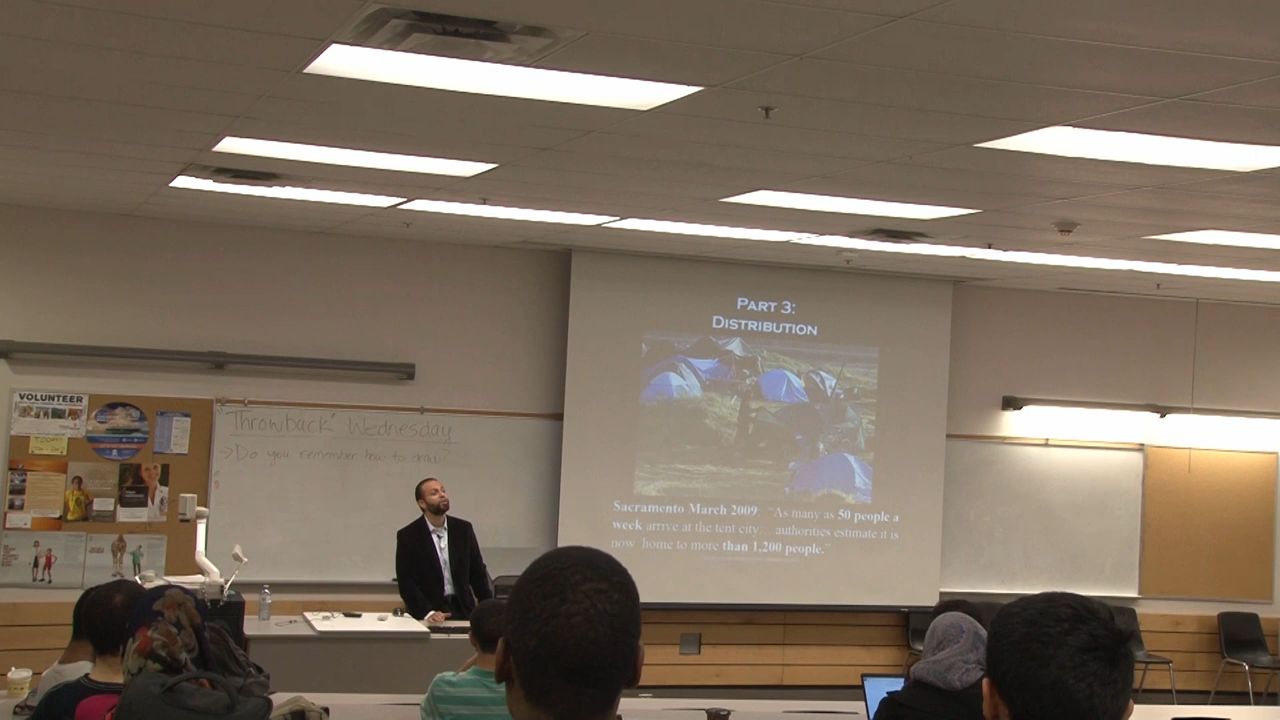 VOLUNTEER
Throwback Wednesday
→ Do you remember how to draw?
PART 3:
DISTRIBUTION
Sacramento March 2009: "As many as 50 people a
week arrive at the tent city... authorities estimate it is
now home to more than 1,200 people."